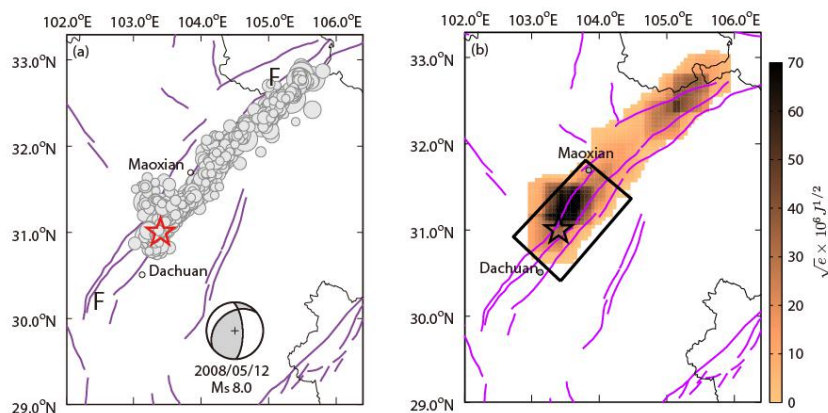 102.0°E 103.0°E 104.0°E 105.0°E 106.0°E
(a)
33.0°N
32.0°N
31.0°N
30.0°N
29.0°N
F
Maoxian
Dachuan
F
2008/05/12
Ms 8.0
102.0°E 103.0°E 104.0°E 105.0°E 106.0°E
(b)
33.0°N
32.0°N
31.0°N
30.0°N
29.0°N
Maoxian
Dachuan
70
60
50
40
30
20
10
0
√e × 10⁶ J¹ᐟ²